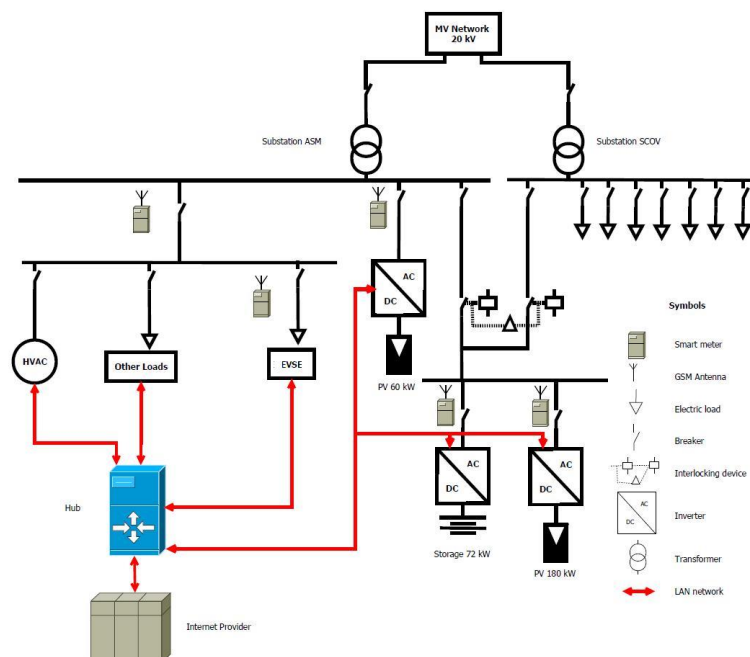 MV Network
20 kV
Substation ASM
Substation SCOV
AC
DC
HVAC
Other Loads
EVSE
PV 60 kW
Hub
AC
DC
AC
DC
Storage 72 kW
PV 180 kW
Internet Provider
Symbols
Smart meter
GSM Antenna
Electric load
Breaker
Interlocking device
AC
DC
Inverter
Transformer
LAN network